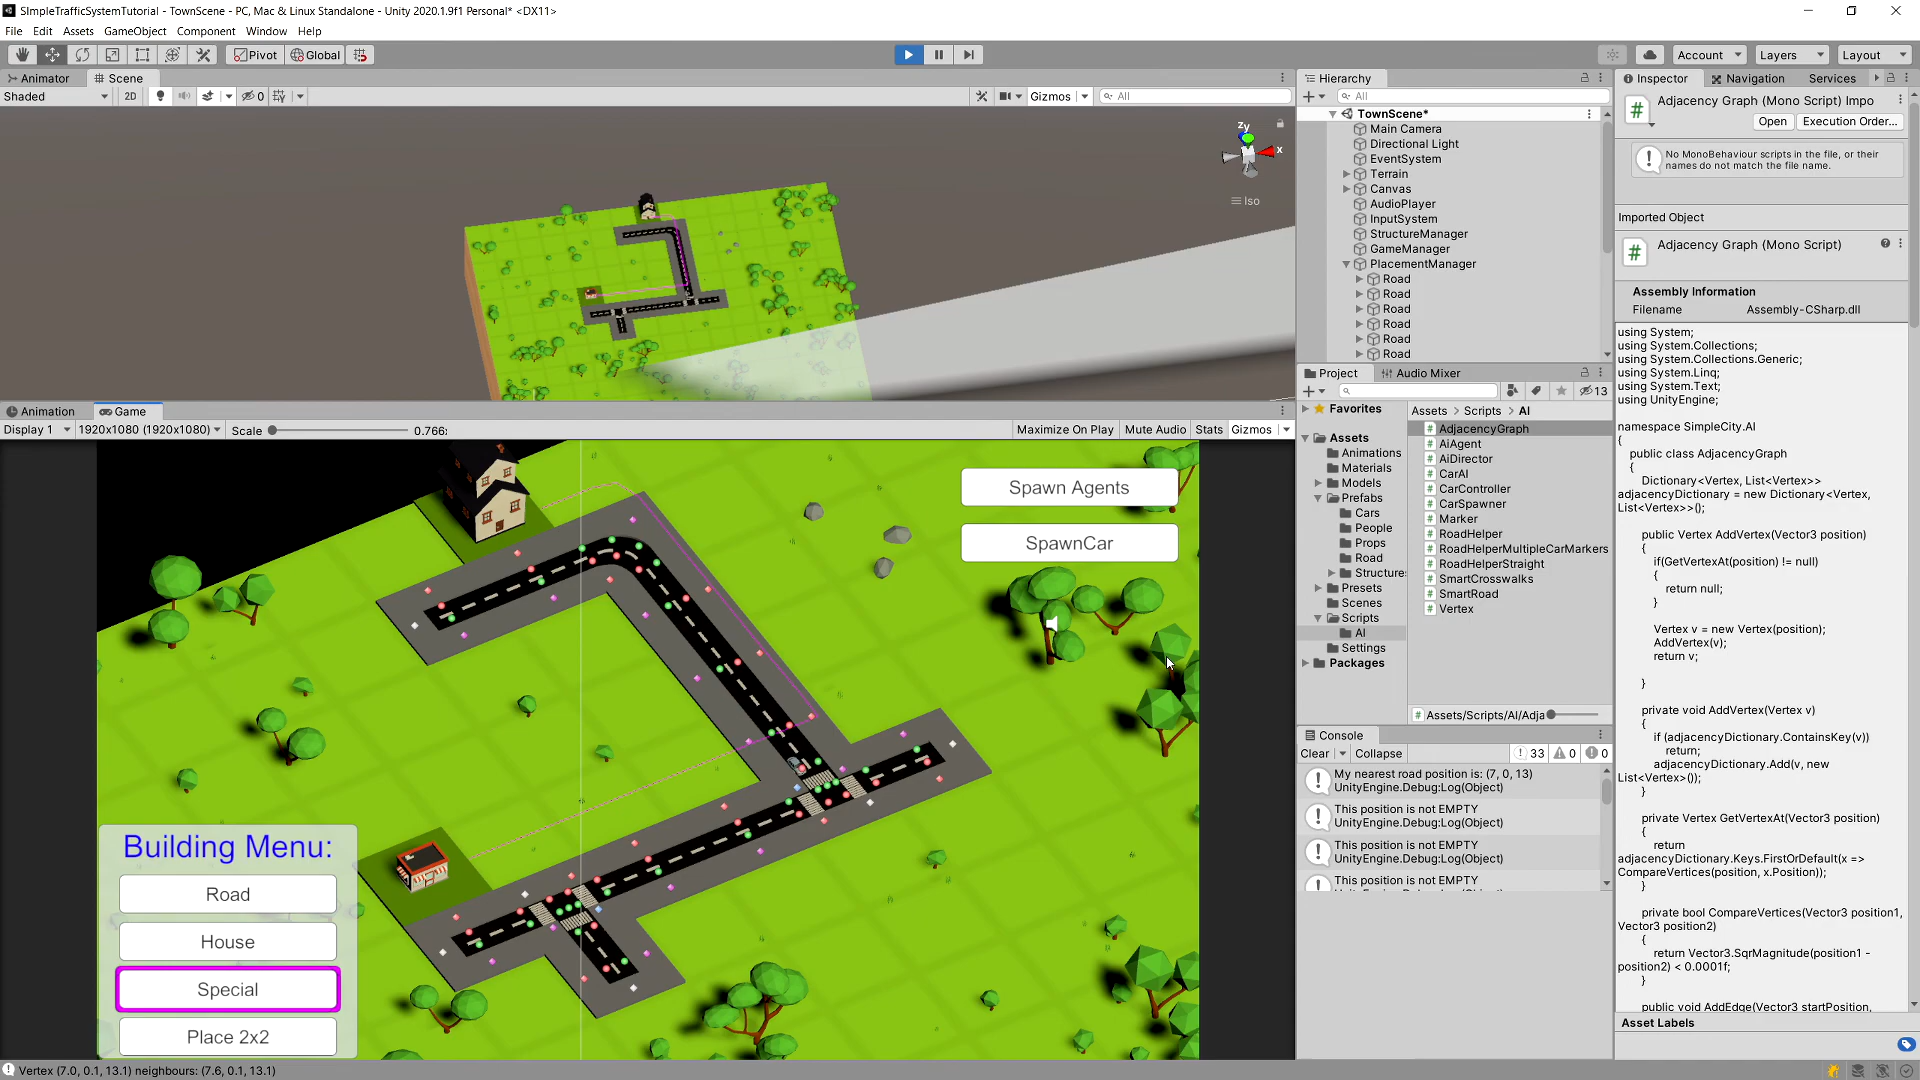 SImpleTrafficSystemTutorial - TownScene - PC, Mac & Linux Standalone - Unity 2020.1.9f1 Personal* <DX11>
File Edit Assets GameObject Component Window Help
Pivot Global Account Layers Layout
Animator Scene
Shaded 2D 0 Gizmos All
zy
x
Iso
Animation Game
Display 1 1920x1080 (1920x1080) Scale 0.766: Maximize On Play Mute Audio Stats Gizmos
Spawn Agents
SpawnCar
Building Menu:
Road
House
Special
Place 2x2
Hierarchy
All
TownScene*
Main Camera
Directional Light
EventSystem
Terrain
Canvas
AudioPlayer
InputSystem
StructureManager
GameManager
PlacementManager
Road
Road
Road
Road
Road
Road
Project Audio Mixer
13
Favorites
Assets
Animations
Materials
Models
Prefabs
Cars
People
Props
Road
Structure
Presets
Scenes
Scripts
AI
Settings
Packages
Assets > Scripts > AI
AdjacencyGraph
AiAgent
AiDirector
CarAI
CarController
CarSpawner
Marker
RoadHelper
RoadHelperMultipleCarMarkers
RoadHelperStraight
SmartCrosswalks
SmartRoad
Vertex
Assets/Scripts/AI/Adja
Console
Clear Collapse 33 0 0
My nearest road position is: (7, 0, 13)
UnityEngine.Debug:Log(Object)
This position is not EMPTY
UnityEngine.Debug:Log(Object)
This position is not EMPTY
UnityEngine.Debug:Log(Object)
This position is not EMPTY
Inspector Navigation Services
Adjacency Graph (Mono Script) Impo
Open Execution Order...
No MonoBehaviour scripts in the file, or their
names do not match the file name.
Imported Object
Adjacency Graph (Mono Script)
Assembly Information
Filename Assembly-CSharp.dll
using System;
using System.Collections;
using System.Collections.Generic;
using System.Linq;
using System.Text;
using UnityEngine;
namespace SimpleCity.AI
{
public class AdjacencyGraph
{
Dictionary<Vertex, List<Vertex>>
adjacencyDictionary = new Dictionary<Vertex,
List<Vertex>>();
public Vertex AddVertex(Vector3 position)
{
if(GetVertexAt(position) != null)
{
return null;
}
Vertex v = new Vertex(position);
AddVertex(v);
return v;
}
private void AddVertex(Vertex v)
{
if (adjacencyDictionary.ContainsKey(v))
return;
adjacencyDictionary.Add(v, new
List<Vertex>());
}
private Vertex GetVertexAt(Vector3 position)
{
return
adjacencyDictionary.Keys.FirstOrDefault(x =>
CompareVertices(position, x.Position));
}
private bool CompareVertices(Vector3 position1,
Vector3 position2)
{
return Vector3.SqrMagnitude(position1 -
position2) < 0.0001f;
}
public void AddEdge(Vector3 startPosition,
Asset Labels
Vertex (7.0, 0.1, 13.1) neighbours: (7.6, 0.1, 13.1)